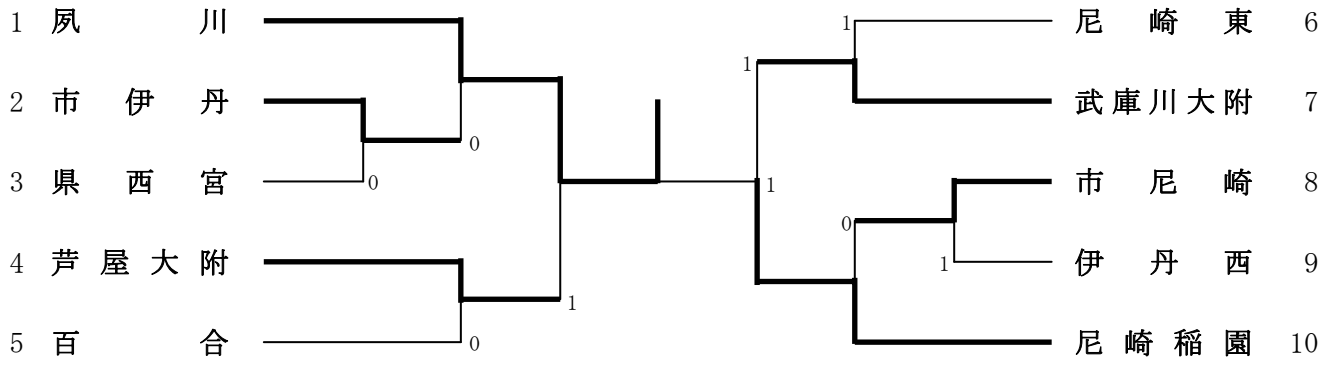 1 夙川
2 市伊丹
3 県西宮
4 芦屋大附
5 百合
0
0
1
0
1
1
1
0
1
尼崎東 6
武庫川大附 7
市尼崎 8
伊丹西 9
尼崎稲園 10